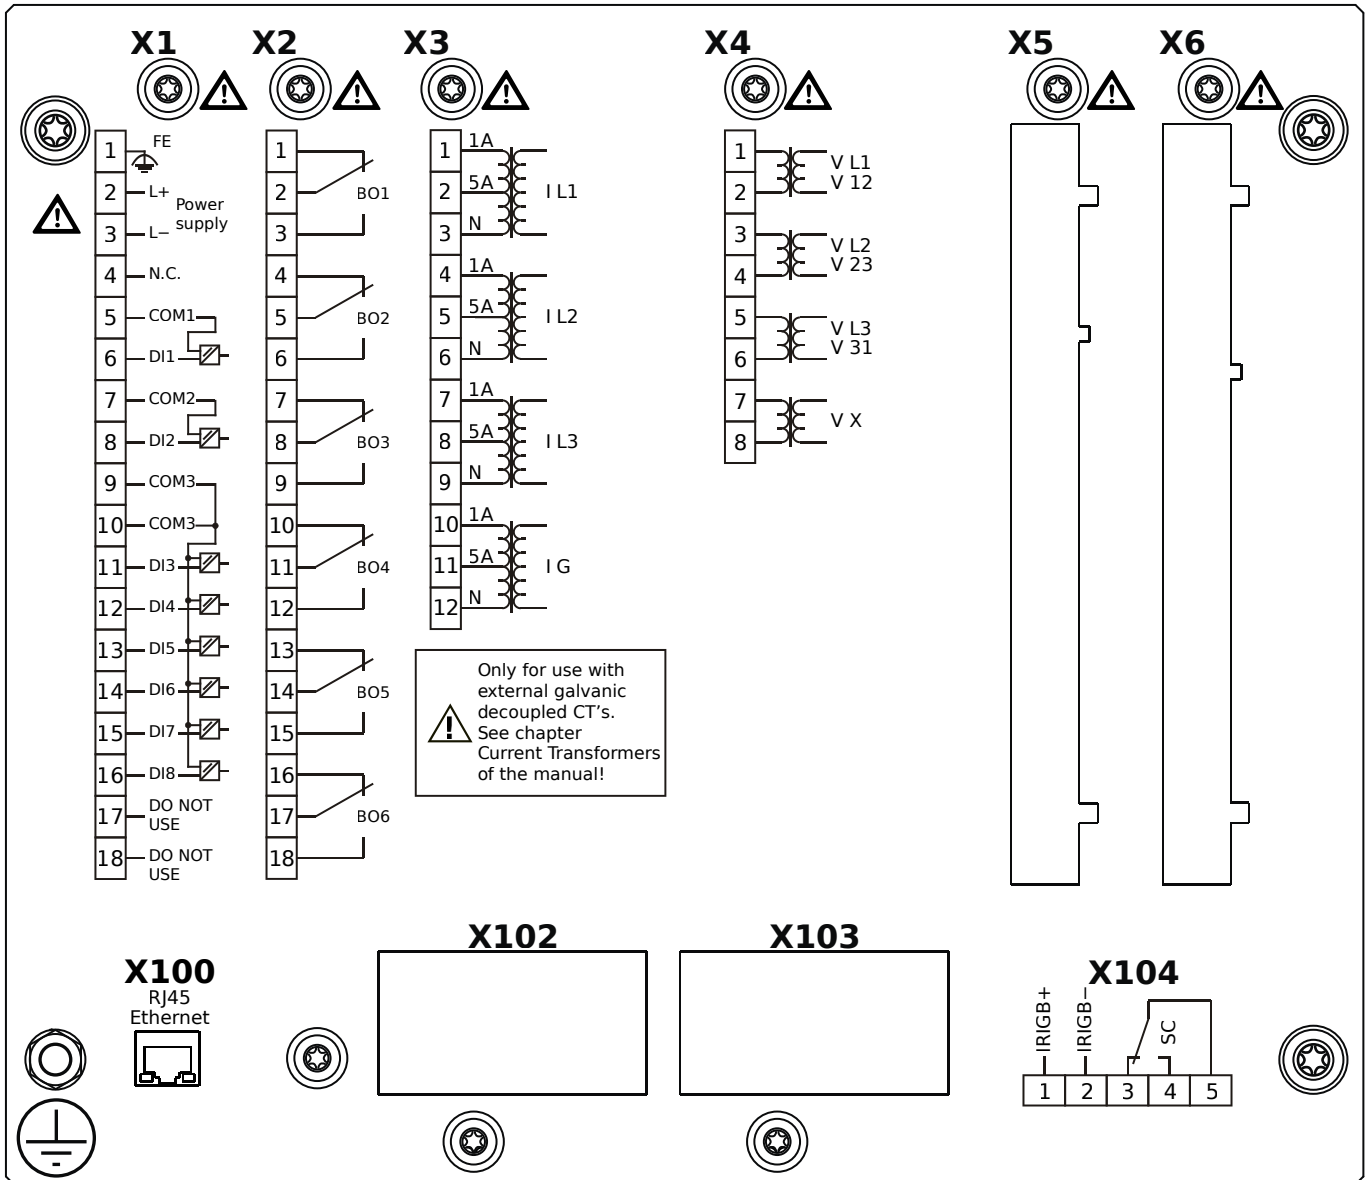 X1
X2
X3
X4
X5
X6
1
FE
2
L+
Power
supply
3
L−
4
N.C.
5
COM1
6
DI1
7
COM2
8
DI2
9
COM3
10
COM3
11
DI3
12
DI4
13
DI5
14
DI6
15
DI7
16
DI8
17
DO NOT
USE
18
DO NOT
USE
1
2
BO1
3
4
5
BO2
6
7
8
BO3
9
10
11
BO4
12
13
14
BO5
15
16
17
BO6
18
1
1A
2
5A
I L1
3
N
4
1A
5
5A
I L2
6
N
7
1A
8
5A
I L3
9
N
10
1A
11
5A
I G
12
N
Only for use with
external galvanic
decoupled CT's.
See chapter
Current Transformers
of the manual!
1
V L1
2
V 12
3
V L2
4
V 23
5
V L3
6
V 31
7
V X
8
X100
RJ45
Ethernet
X102
X103
X104
IRIGB+
IRIGB−
SC
1
2
3
4
5